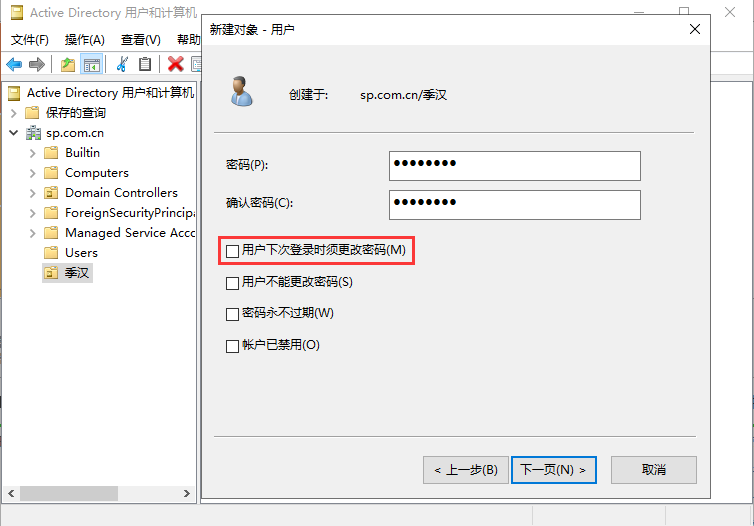 Active Directory 用户和计算机
文件(F) 操作(A) 查看(V) 帮助
Active Directory 用户和计算机
保存的查询
sp.com.cn
Builtin
Computers
Domain Controllers
ForeignSecurityPrincipa
Managed Service Acco
Users
季汉
新建对象 - 用户
创建于: sp.com.cn/季汉
密码(P):
确认密码(C):
用户下次登录时须更改密码(M)
用户不能更改密码(S)
密码永不过期(W)
帐户已禁用(O)
< 上一步(B) 下一页(N) > 取消